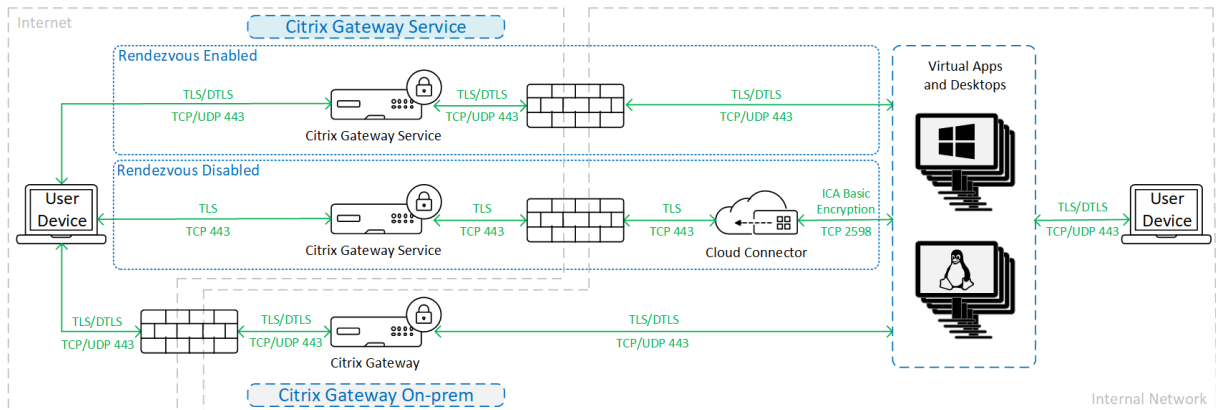 Internet
Citrix Gateway Service
Rendezvous Enabled
TLS/DTLS
TCP/UDP 443
Citrix Gateway Service
TLS/DTLS
TCP/UDP 443
TLS/DTLS
TCP/UDP 443
Rendezvous Disabled
TLS
TCP 443
Citrix Gateway Service
TLS
TCP 443
TLS
TCP 443
Cloud Connector
ICA Basic
Encryption
TCP 2598
User
Device
TLS/DTLS
TCP/UDP 443
TLS/DTLS
TCP/UDP 443
Citrix Gateway
TLS/DTLS
TCP/UDP 443
Citrix Gateway On-prem
Virtual Apps
and Desktops
TLS/DTLS
TCP/UDP 443
User
Device
Internal Network